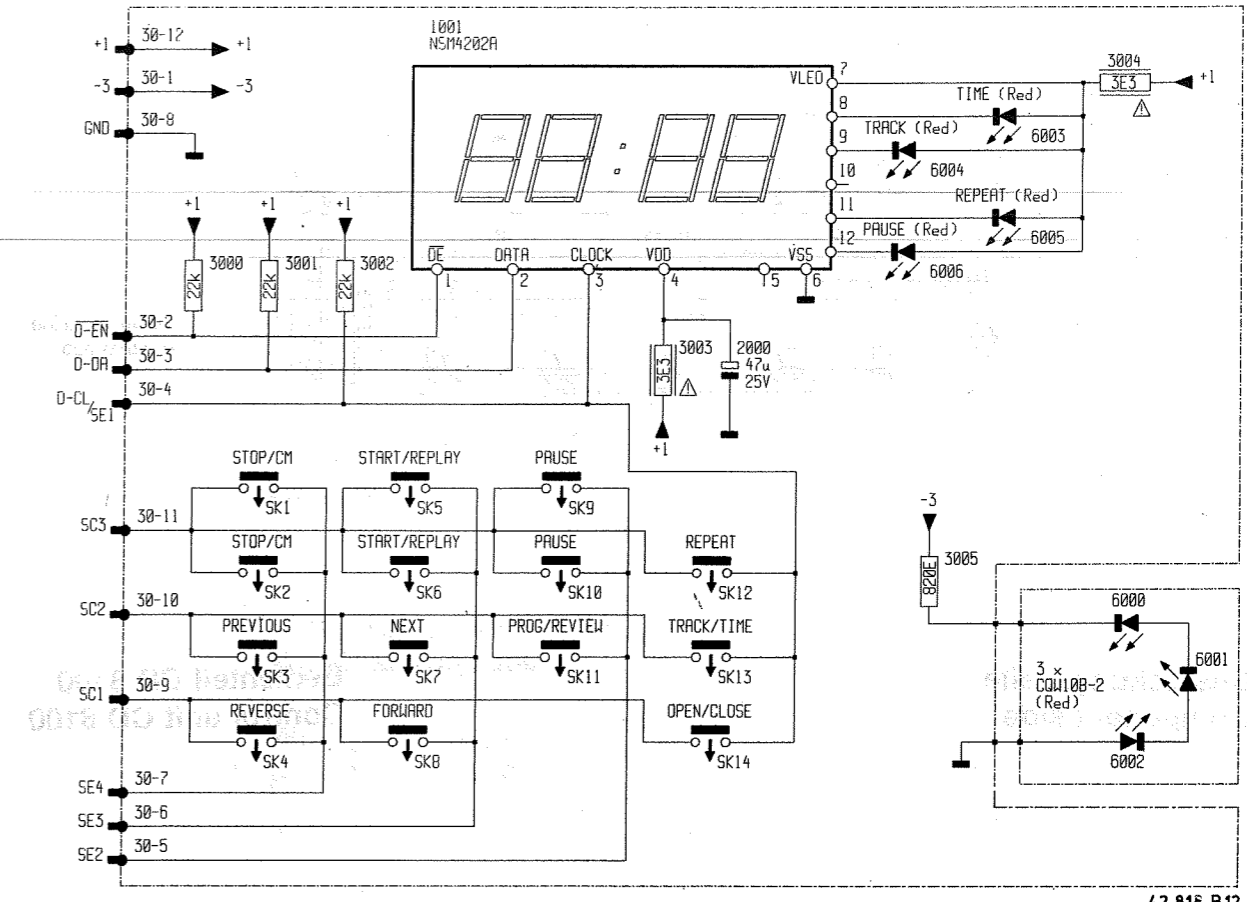 1001
NSM4202A
+1 30-12 +1
-3 30-1 -3
GND 30-8
VLED 7
3004
3E3
+1
8 TIME (Red) 6003
9 TRACK (Red) 6004
10
11 REPEAT (Red) 6005
12 PAUSE (Red) 6006
DE DATA CLOCK VDD VSS
1 2 3 4 5 6
+1 +1 +1
3000 3001 3002
22k 22k 22k
D-EN 30-2
D-DA 30-3
D-CL/SE1 30-4
3003
3E3
+1
2000
47u
25V
STOP/CM START/REPLAY PAUSE
SK1 SK5 SK9
SC3 30-11
STOP/CM START/REPLAY PAUSE REPEAT
SK2 SK6 SK10 SK12
SC2 30-10
PREVIOUS NEXT PROG/REVIEW TRACK/TIME
SK3 SK7 SK11 SK13
SC1 30-9
REVERSE FORWARD OPEN/CLOSE
SK4 SK8 SK14
SE4 30-7
SE3 30-6
SE2 30-5
-3
3005
820E
6000
6001
3 x
CQW10B-2
(Red)
6002
42 816 B12